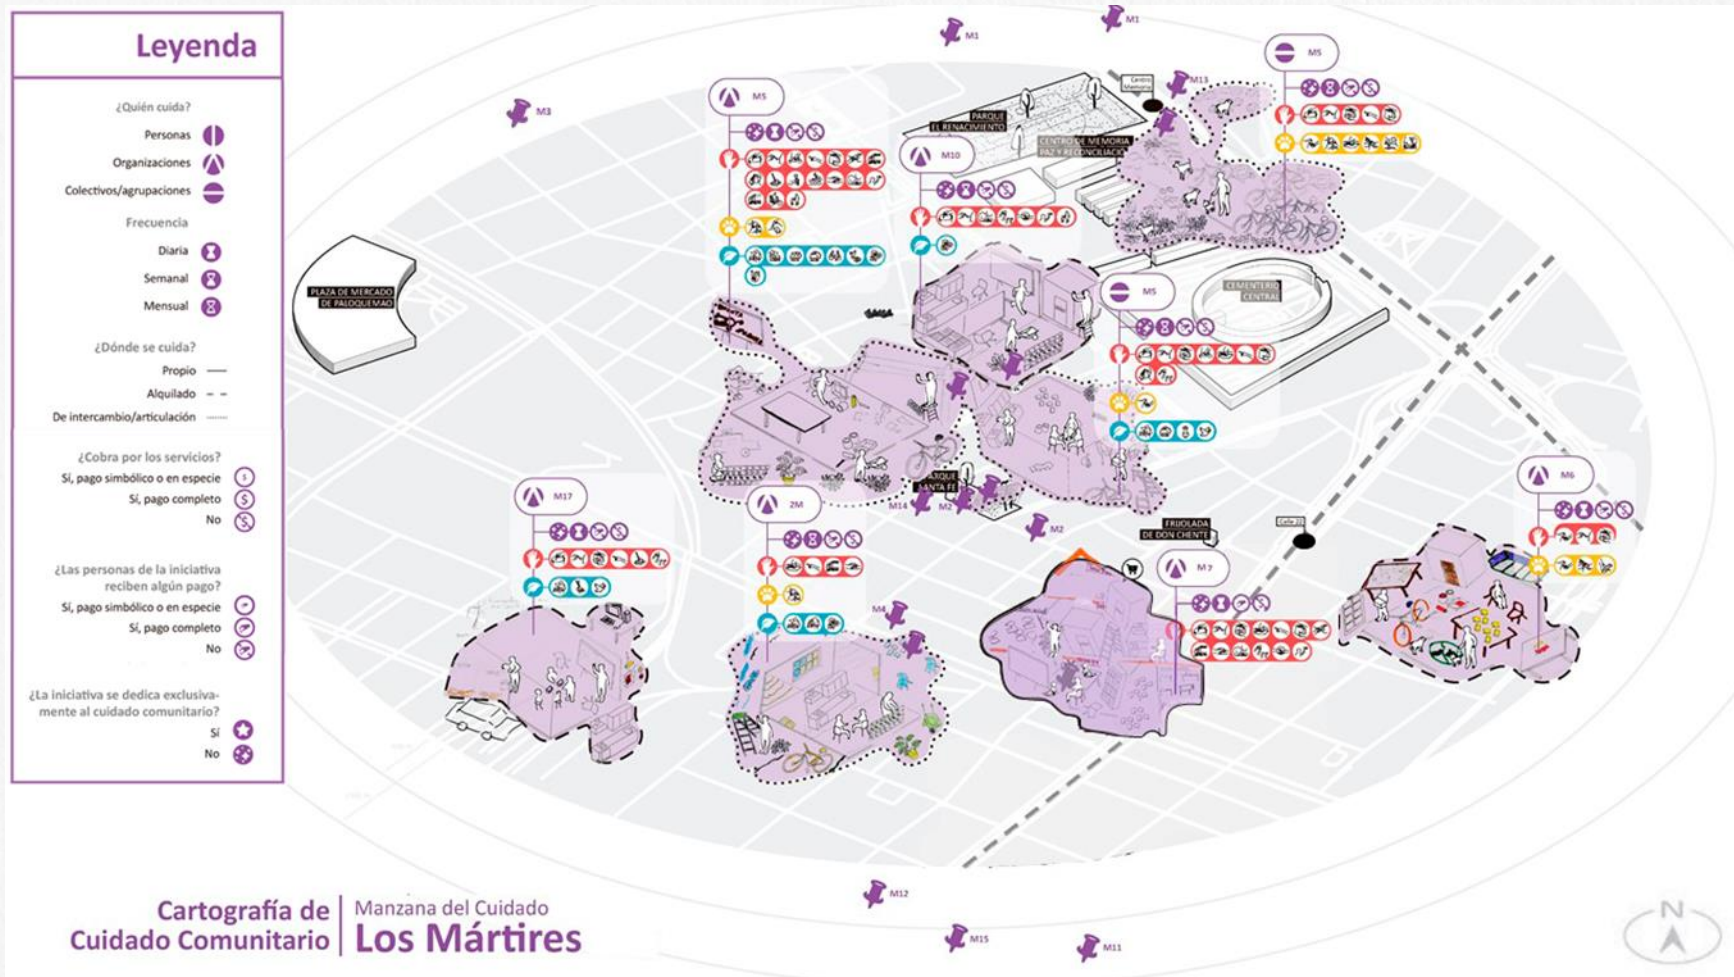 Leyenda
¿Quién cuida?
Personas
Organizaciones
Colectivos/agrupaciones
Frecuencia
Diaria
Semanal
Mensual
¿Dónde se cuida?
Propio
Alquilado
De intercambio/articulación
¿Cobra por los servicios?
Sí, pago simbólico o en especie
Sí, pago completo
No
¿Las personas de la iniciativa
reciben algún pago?
Sí, pago simbólico o en especie
Sí, pago completo
No
¿La iniciativa se dedica exclusiva-
mente al cuidado comunitario?
Sí
No
M1
M1
M3
M5
M13
M5
Centro
Memoria
PARQUE
EL RENACIMIENTO
CENTRO DE MEMORIA
PAZ Y RECONCILIACIÓ
M10
PLAZA DE MERCADO
DE PALOQUEMAO
M5
CEMENTERIO
CENTRAL
PARQUE
SANTA FE
M14
M2
M2
M17
2M
M6
FRIJOLADA
DE DON CHENTE
Calle 22
M7
M4
M12
M15
M11
Cartografía de
Cuidado Comunitario
Manzana del Cuidado
Los Mártires
N